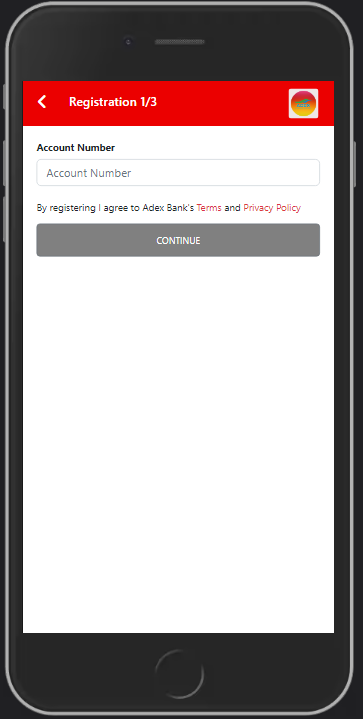 Registration 1/3
Account Number
Account Number
By registering I agree to Adex Bank's Terms and Privacy Policy
CONTINUE